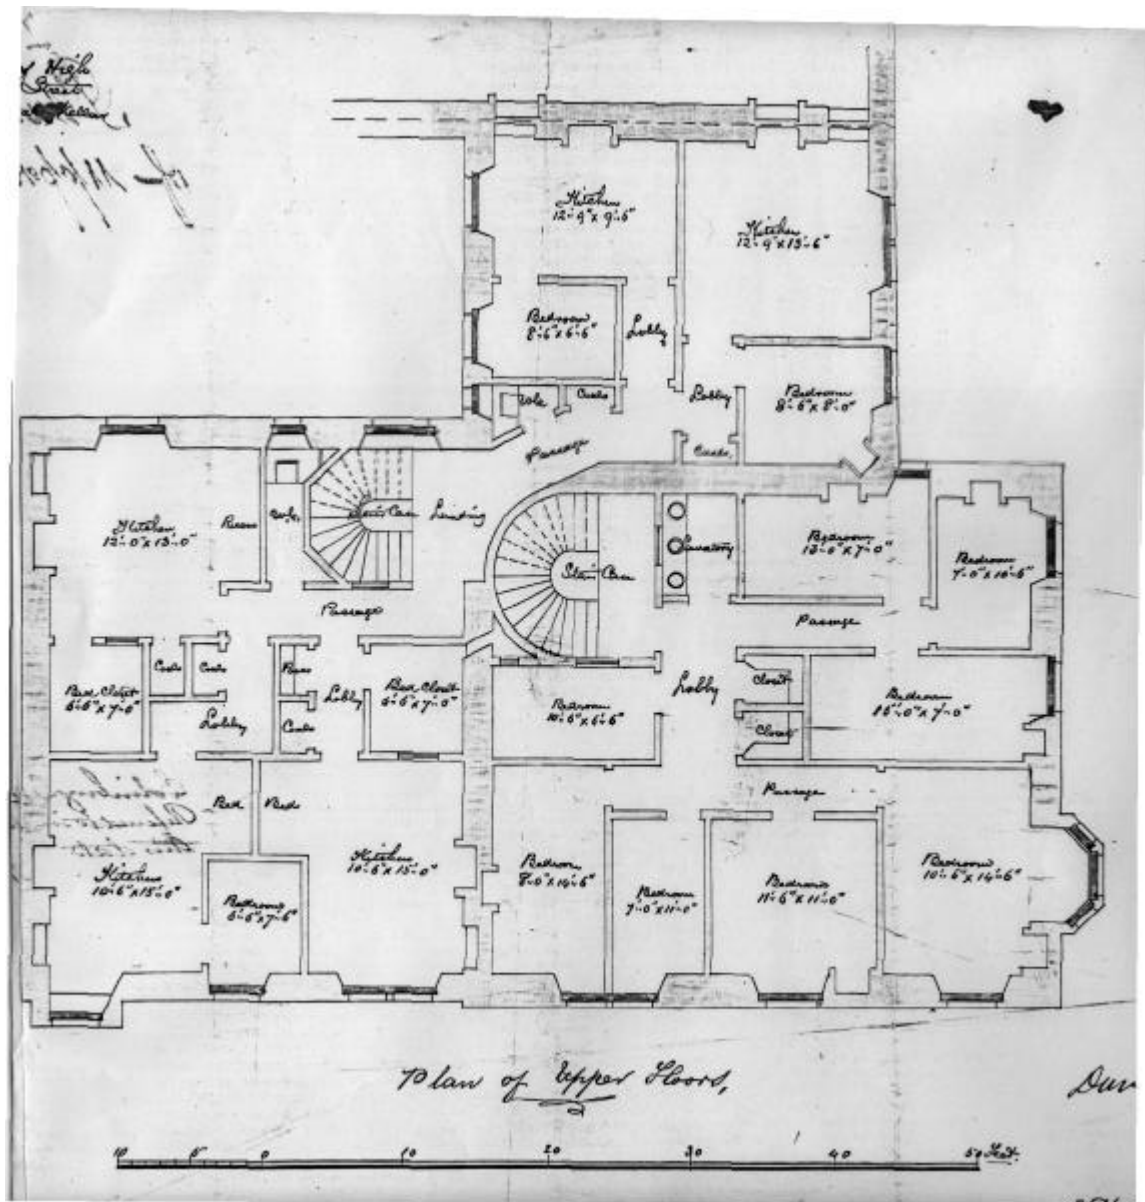 High
Street
Kitchen
12'-9" x 9'-6"
Kitchen
12'-9" x 13'-6"
Bedroom
8'-6" x 6'-6"
Lobby
Bedroom
8'-6" x 8'-0"
Lobby
Coals
Coals
Passage
Kitchen
12'-0" x 13'-0"
Recess
Stair Case
Landing
Stair Case
Lavatory
Bedroom
13'-0" x 7'-0"
Bedroom
7'-0" x 10'-6"
Passage
Passage
Coals
Coals
Bed Closet
6'-6" x 7'-0"
Lobby
Lobby
Coals
Bed Closet
6'-6" x 7'-0"
Bedroom
10'-6" x 6'-6"
Lobby
Closet
Closet
Bedroom
15'-0" x 7'-0"
Passage
Bed
Bed
Kitchen
10'-6" x 15'-0"
Kitchen
10'-6" x 15'-0"
Bedroom
6'-6" x 7'-6"
Bedroom
8'-0" x 14'-6"
Bedroom
7'-0" x 11'-0"
Bedroom
11'-6" x 11'-0"
Bedroom
10'-6" x 14'-6"
Plan of Upper Floors,
10 5 0 10 20 30 40 50 Feet.